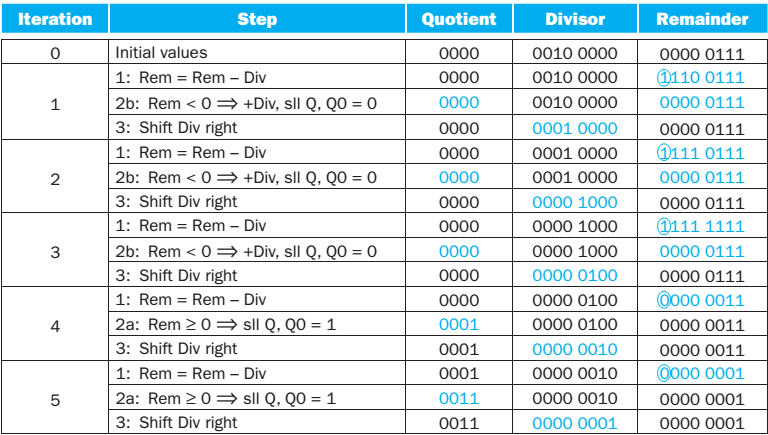 Iteration Step Quotient Divisor Remainder
0 Initial values 0000 0010 0000 0000 0111
1: Rem = Rem – Div 0000 0010 0000 1110 0111
1 2b: Rem < 0 ⟹ +Div, sll Q, Q0 = 0 0000 0010 0000 0000 0111
3: Shift Div right 0000 0001 0000 0000 0111
1: Rem = Rem – Div 0000 0001 0000 1111 0111
2 2b: Rem < 0 ⟹ +Div, sll Q, Q0 = 0 0000 0001 0000 0000 0111
3: Shift Div right 0000 0000 1000 0000 0111
1: Rem = Rem – Div 0000 0000 1000 1111 1111
3 2b: Rem < 0 ⟹ +Div, sll Q, Q0 = 0 0000 0000 1000 0000 0111
3: Shift Div right 0000 0000 0100 0000 0111
1: Rem = Rem – Div 0000 0000 0100 0000 0011
4 2a: Rem ≥ 0 ⟹ sll Q, Q0 = 1 0001 0000 0100 0000 0011
3: Shift Div right 0001 0000 0010 0000 0011
1: Rem = Rem – Div 0001 0000 0010 0000 0001
5 2a: Rem ≥ 0 ⟹ sll Q, Q0 = 1 0011 0000 0010 0000 0001
3: Shift Div right 0011 0000 0001 0000 0001